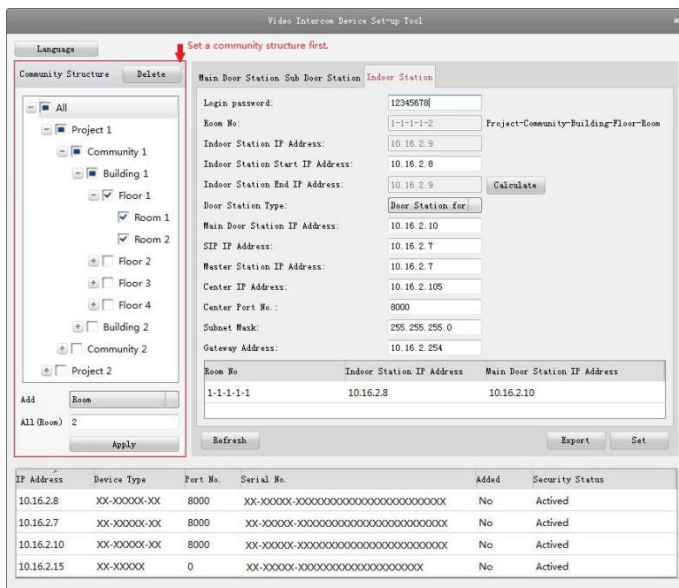 Video Intercom Device Set-up Tool
Language
Set a community structure first.
Community Structure Delete
All
Project 1
Community 1
Building 1
Floor 1
Room 1
Room 2
Floor 2
Floor 3
Floor 4
Building 2
Community 2
Project 2
Add Room
All(Room) 2
Apply
Main Door Station Sub Door Station Indoor Station
Login password: 12345678
Room No: 1-1-1-1-2 Project-Community-Building-Floor-Room
Indoor Station IP Address: 10.16.2.9
Indoor Station Start IP Address: 10.16.2.8
Indoor Station End IP Address: 10.16.2.9 Calculate
Door Station Type: Door Station for
Main Door Station IP Address: 10.16.2.10
SIP IP Address: 10.16.2.7
Master Station IP Address: 10.16.2.7
Center IP Address: 10.16.2.105
Center Port No.: 8000
Subnet Mask: 255.255.255.0
Gateway Address: 10.16.2.254
Room No Indoor Station IP Address Main Door Station IP Address
1-1-1-1-1 10.16.2.8 10.16.2.10
Refresh Export Set
IP Address Device Type Port No. Serial No. Added Security Status
10.16.2.8 XX-XXXXX-XX 8000 XX-XXXXX-XXXXXXXXXXXXXXXXXXXXXXXX No Actived
10.16.2.7 XX-XXXXX-XX 8000 XX-XXXXX-XXXXXXXXXXXXXXXXXXXXXXXX No Actived
10.16.2.10 XX-XXXXX-XX 8000 XX-XXXXX-XXXXXXXXXXXXXXXXXXXXXXXX No Actived
10.16.2.15 XX-XXXXX 0 XX-XXXXX-XXXXXXXXXXXXXXXXXXXX No Actived